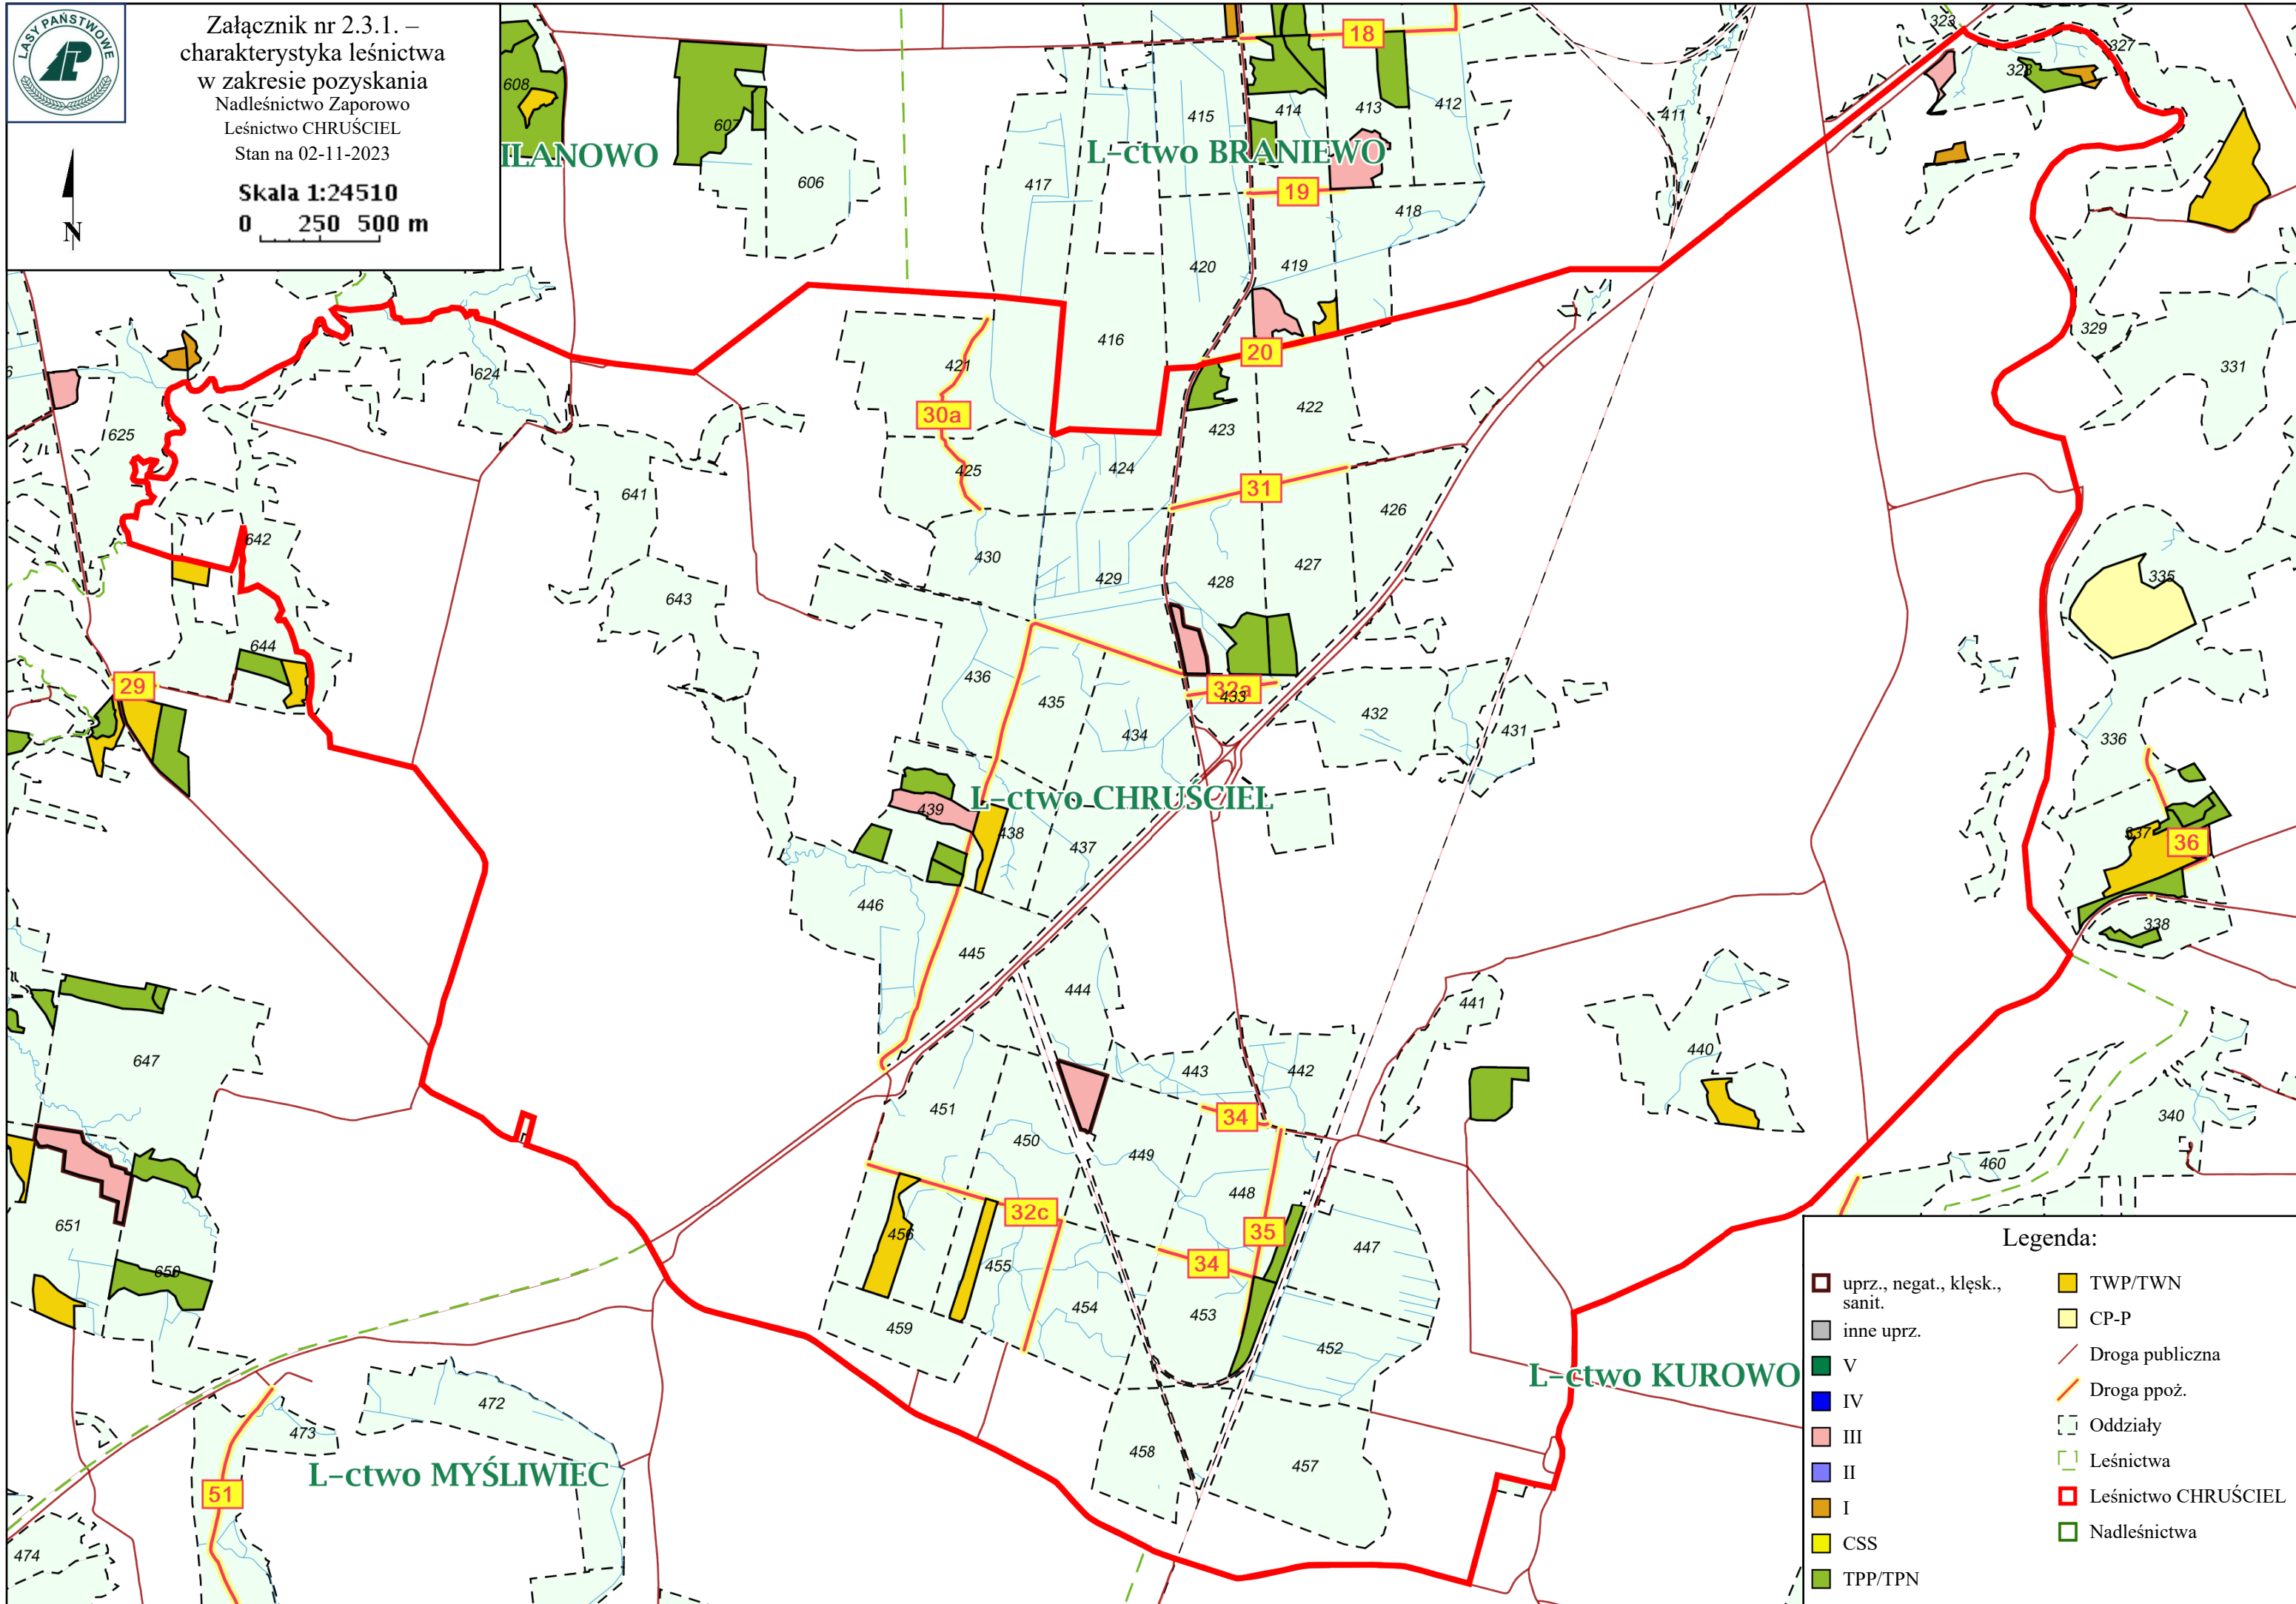 LASY PAŃSTWOWE
Załącznik nr 2.3.1. –
charakterystyka leśnictwa
w zakresie pozyskania
Nadleśnictwo Zaporowo
Leśnictwo CHRUŚCIEL
Stan na 02-11-2023
Skala 1:24510
0 250 500 m
N
608
607
606
ILANOWO
417
415
414
413
412
411
18
L-ctwo BRANIEWO
19
418
420
419
416
20
323
327
328
329
331
624
625
421
30a
425
424
423
422
31
426
641
642
643
644
29
430
429
428
427
335
436
435
434
32a
433
432
431
336
L-ctwo CHRUŚCIEL
439
438
437
337
36
338
446
445
444
441
440
443
442
647
451
450
449
34
448
340
460
651
650
32c
35
456
455
34
447
454
453
459
452
L-ctwo KUROWO
472
473
458
457
L-ctwo MYŚLIWIEC
51
474
Legenda:
uprz., negat., klęsk.,
sanit.
inne uprz.
V
IV
III
II
I
CSS
TPP/TPN
TWP/TWN
CP-P
Droga publiczna
Droga ppoż.
Oddziały
Leśnictwa
Leśnictwo CHRUŚCIEL
Nadleśnictwa